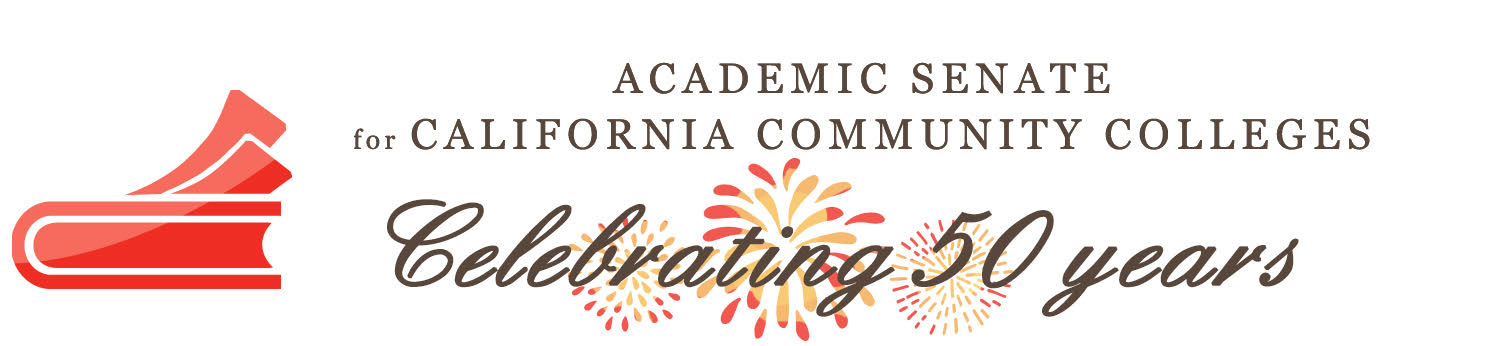 ACADEMIC SENATE
for CALIFORNIA COMMUNITY COLLEGES
Celebrating 50 years